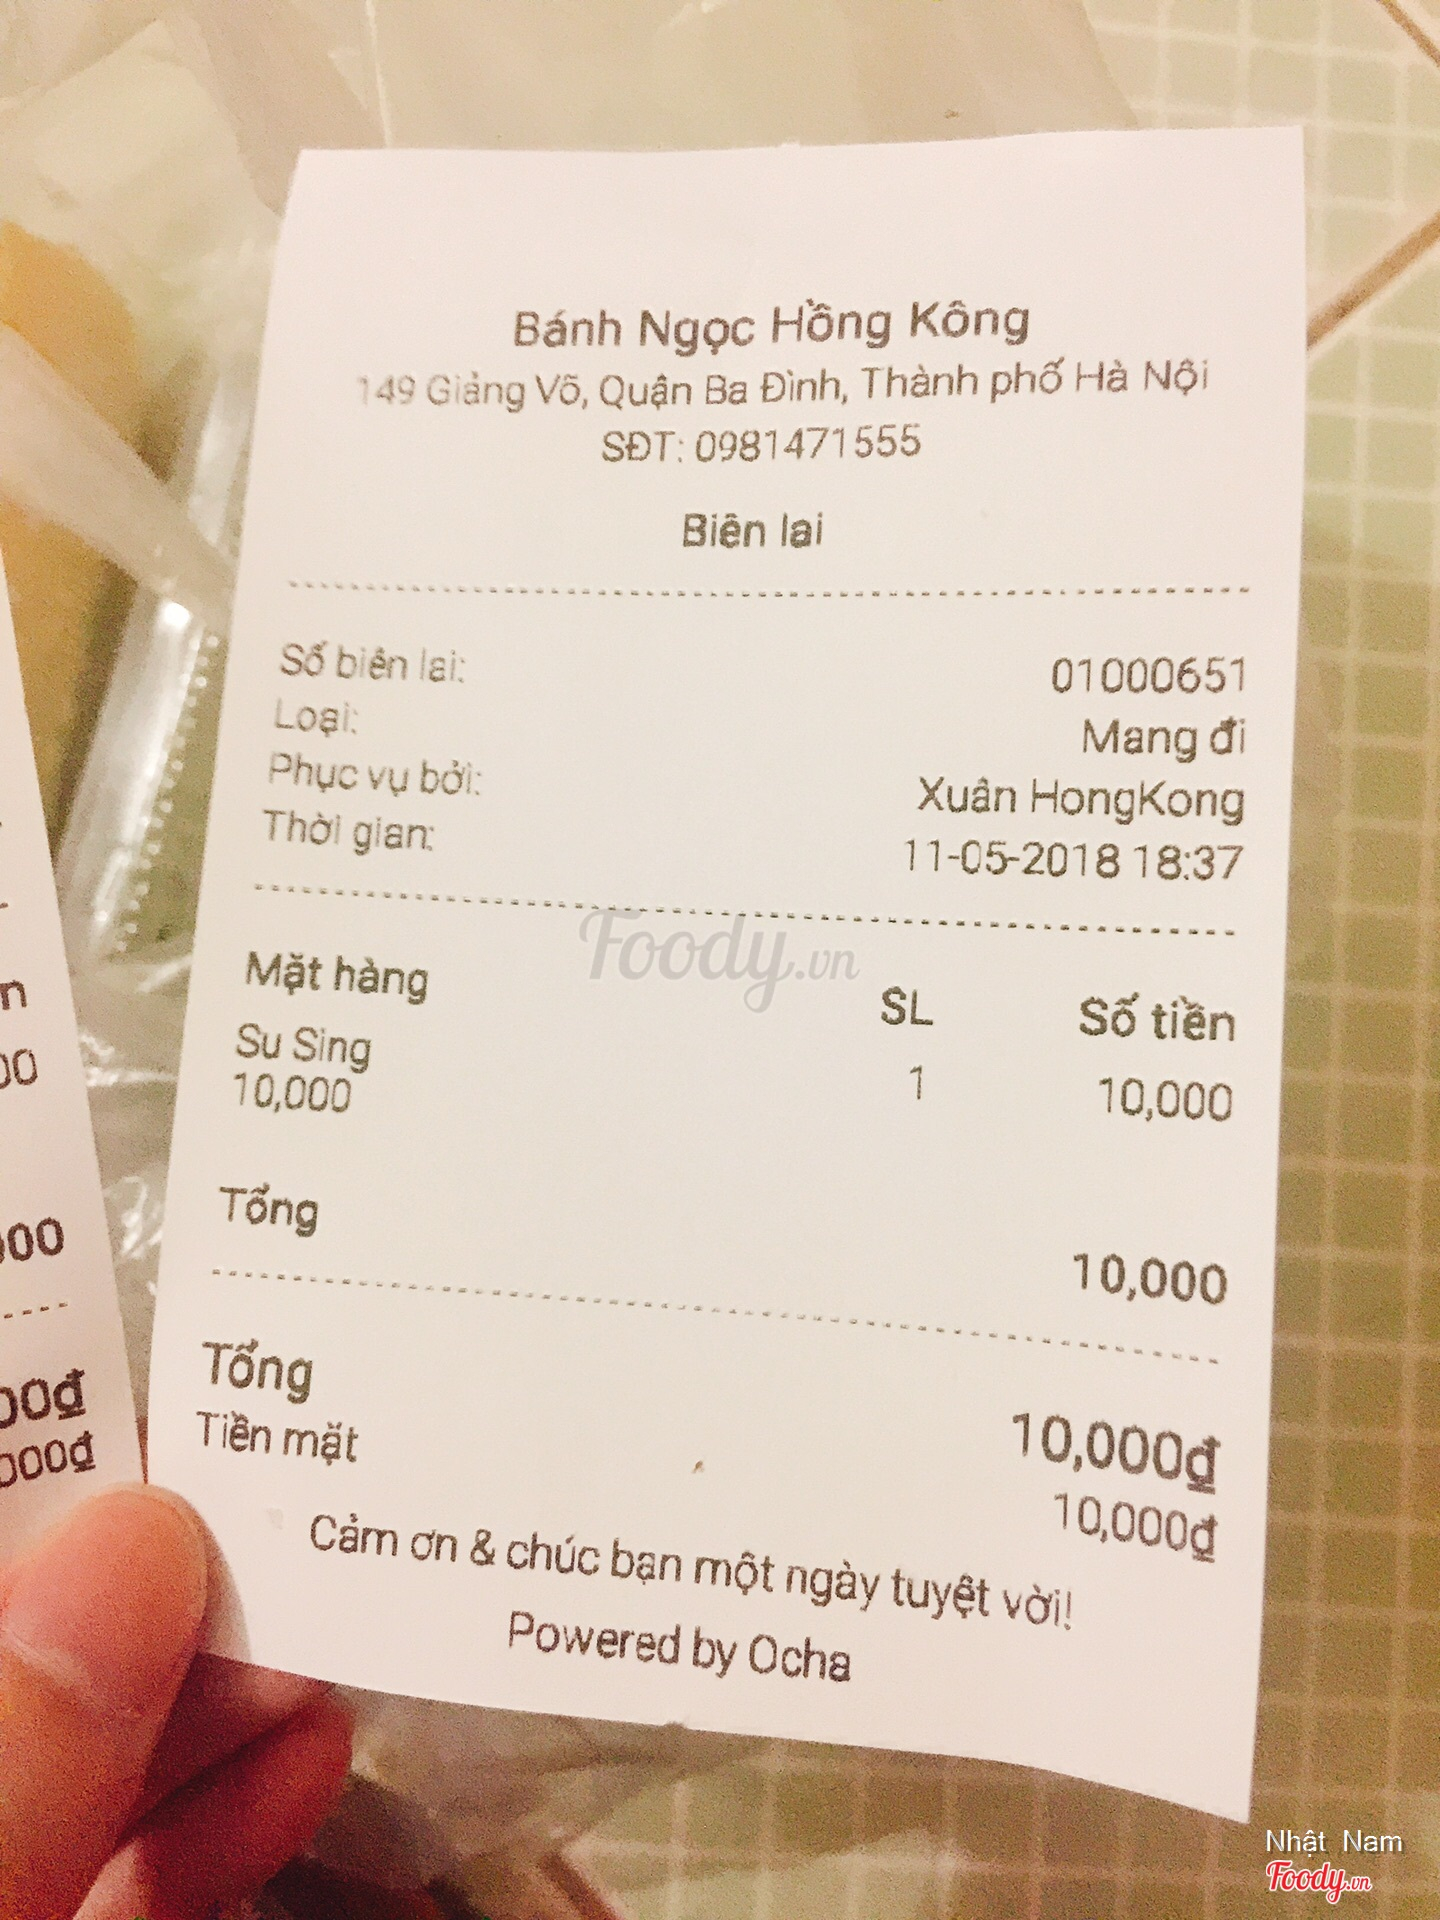 Bánh Ngọc Hồng Kông
149 Giảng Võ, Quận Ba Đình, Thành phố Hà Nội
SĐT: 0981471555
Biên lai
Số biên lai: 01000651
Loại: Mang đi
Phục vụ bởi: Xuân HongKong
Thời gian: 11-05-2018 18:37
Foody.vn
Mặt hàng SL Số tiền
Su Sing
10,000 1 10,000
Tổng 10,000
Tổng 10,000₫
Tiền mặt 10,000₫
Cảm ơn & chúc bạn một ngày tuyệt vời!
Powered by Ocha
Nhật Nam
Foody.vn